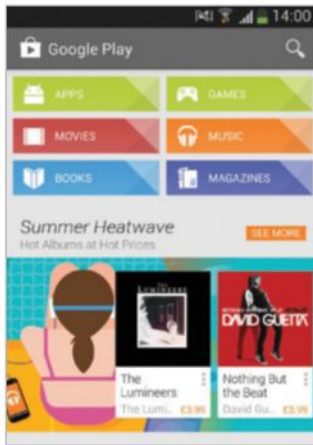 14:00
Google Play
APPS
GAMES
MOVIES
MUSIC
BOOKS
MAGAZINES
Summer Heatwave
SEE MORE
Hot Albums at Hot Prices
The
LUMINEERS
DAVID GUETTA
The
Lumineers
The Lumi.. £3.99
Nothing But
the Beat
David Gu.. £3.99